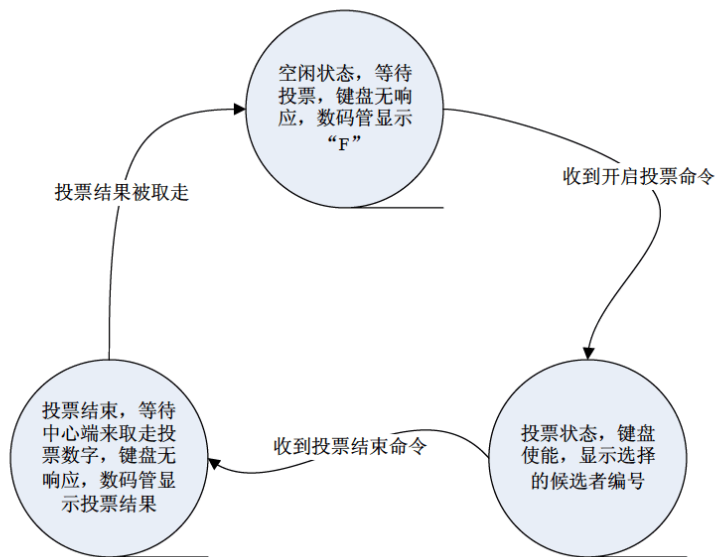 空闲状态，等待
投票，键盘无响
应，数码管显示
“F”
投票结果被取走
收到开启投票命令
投票结束，等待
中心端来取走投
票数字，键盘无
响应，数码管显
示投票结果
收到投票结束命令
投票状态，键盘
使能，显示选择
的候选者编号